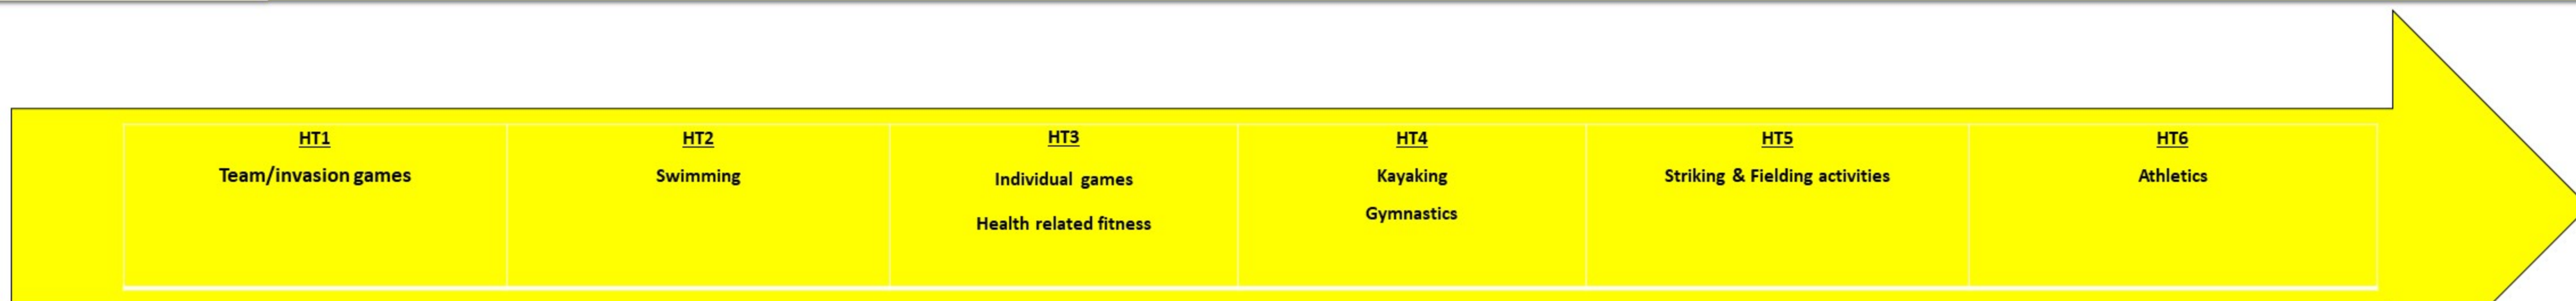 HT1
Team/invasion games
HT2
Swimming
HT3
Individual games
Health related fitness
HT4
Kayaking
Gymnastics
HT5
Striking & Fielding activities
HT6
Athletics